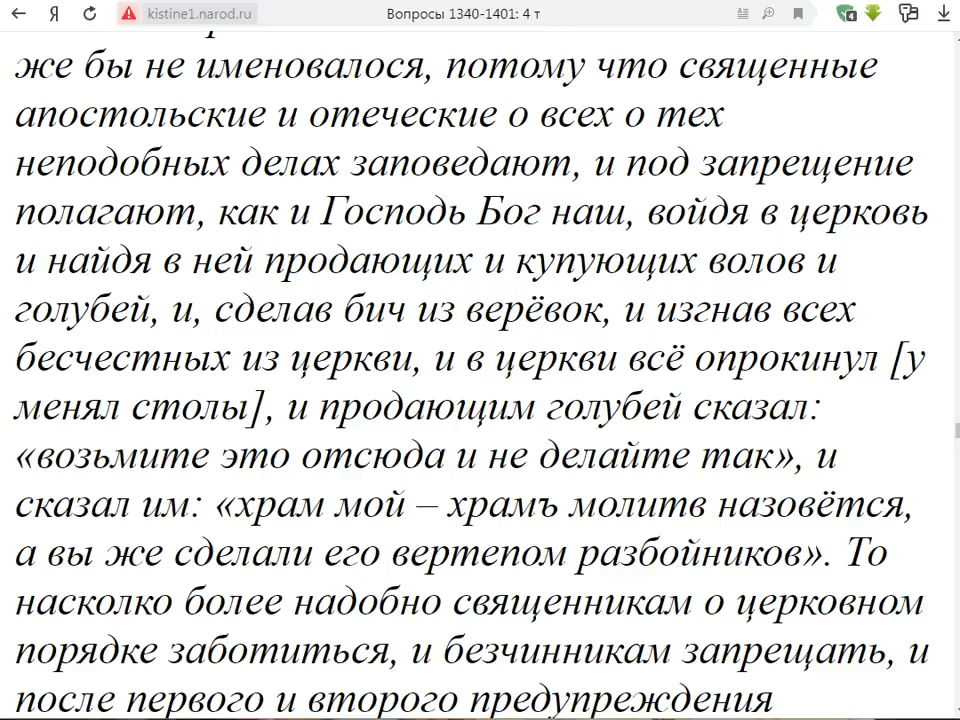 kistine1.narod.ru
Вопросы 1340-1401: 4 т
же бы не именовалося, потому что священные
апостольские и отеческие о всех о тех
неподобных делах заповедают, и под запрещение
полагают, как и Господь Бог наш, войдя в церковь
и найдя в ней продающих и купующих волов и
голубей, и, сделав бич из верёвок, и изгнав всех
бесчестных из церкви, и в церкви всё опрокинул [у
менял столы], и продающим голубей сказал:
«возьмите это отсюда и не делайте так», и
сказал им: «храм мой – храмъ молитв назовётся,
а вы же сделали его вертепом разбойников». То
насколко более надобно священникам о церковном
порядке заботиться, и безчинникам запрещать, и
после первого и второго предупреждения